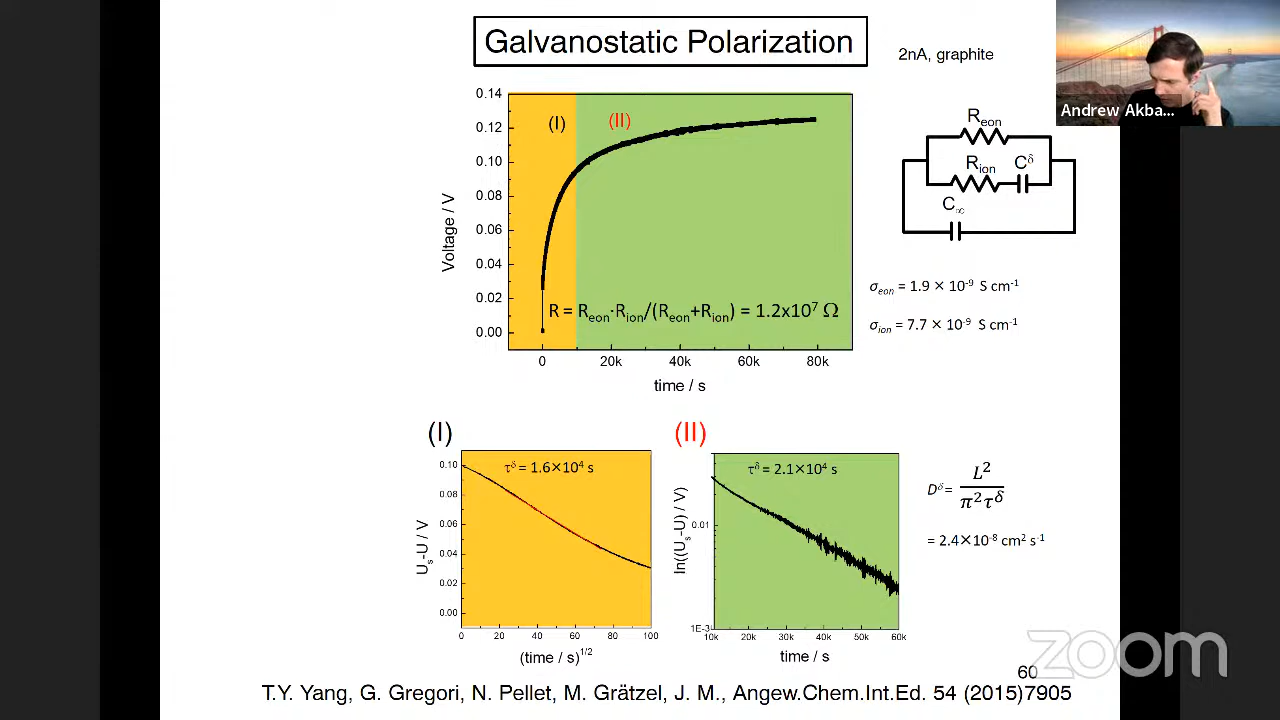 Galvanostatic Polarization
2nA, graphite
Andrew Akba...
0.14
0.12
0.10
0.08
0.06
0.04
0.02
0.00
Voltage / V
(I)
(II)
R = Reon·Rion/(Reon+Rion) = 1.2x10⁷ Ω
0 20k 40k 60k 80k
time / s
Reon
Rion
Cδ
C∞
σeon = 1.9 × 10⁻⁹ S cm⁻¹
σion = 7.7 × 10⁻⁹ S cm⁻¹
(I)
τδ = 1.6×10⁴ s
0.10
0.08
0.06
0.04
0.02
0.00
Us-U / V
0 20 40 60 80 100
(time / s)1/2
(II)
τδ = 2.1×10⁴ s
ln((Us-U) / V)
0.01
1E-3
10k 20k 30k 40k 50k 60k
time / s
Dδ = L² / π²τδ
= 2.4×10⁻⁸ cm² s⁻¹
zoom
60
T.Y. Yang, G. Gregori, N. Pellet, M. Grätzel, J. M., Angew.Chem.Int.Ed. 54 (2015)7905